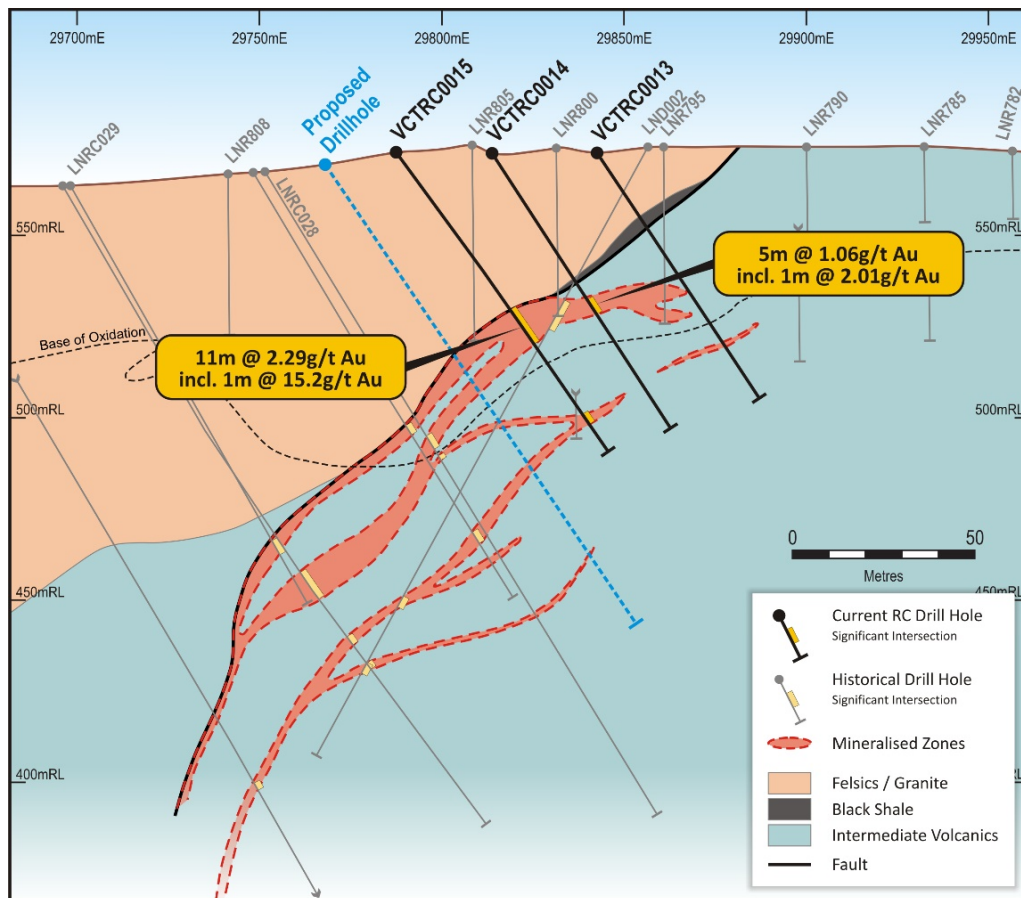 29700mE
29750mE
29800mE
29850mE
29900mE
29950mE
LNRC029
LNR808
LNRC028
Proposed
Drillhole
VCTRC0015
LNR805
VCTRC0014
LNR800
VCTRC0013
LND002
LNR795
LNR790
LNR785
LNR782
550mRL
550mRL
5m @ 1.06g/t Au
incl. 1m @ 2.01g/t Au
Base of Oxidation
11m @ 2.29g/t Au
incl. 1m @ 15.2g/t Au
500mRL
500mRL
0
50
Metres
450mRL
450mRL
Current RC Drill Hole
Significant Intersection
Historical Drill Hole
Significant Intersection
Mineralised Zones
Felsics / Granite
Black Shale
Intermediate Volcanics
Fault
400mRL
400mRL